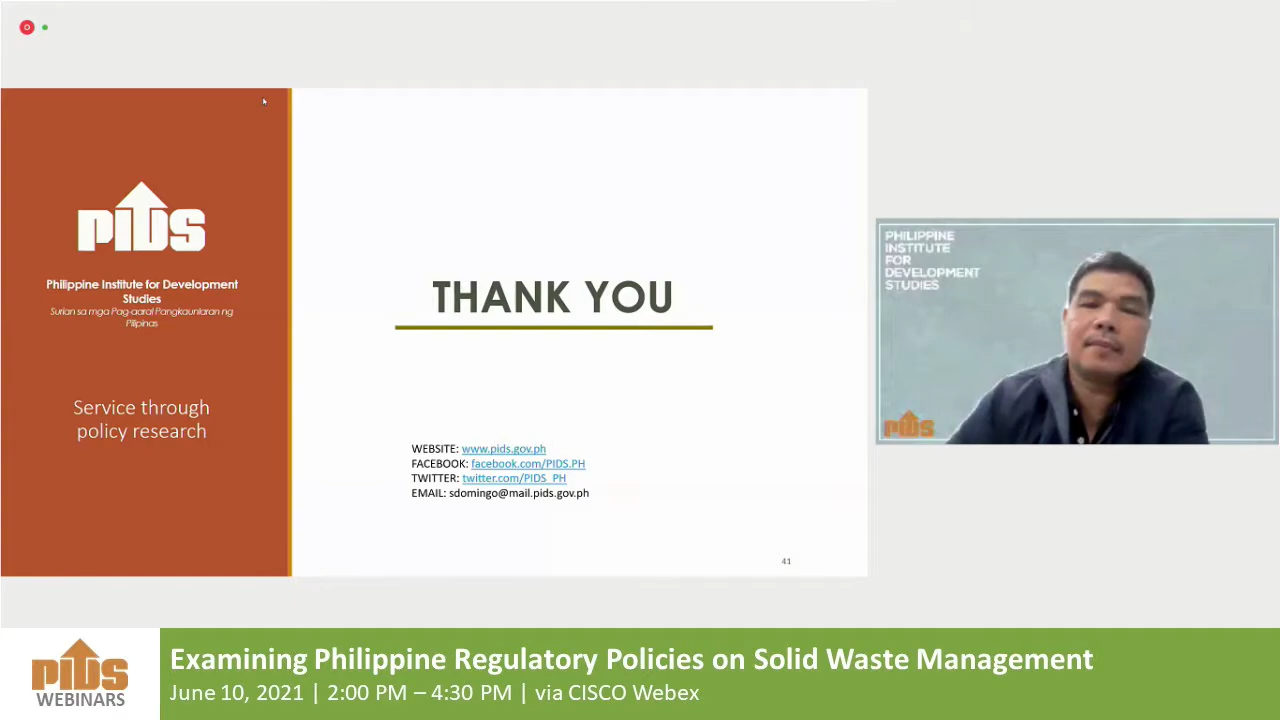 PIDS
Philippine Institute for Development
Studies
Surian sa mga Pag-aaral Pangkaunlaran ng
Pilipinas
Service through
policy research
THANK YOU
WEBSITE: www.pids.gov.ph
FACEBOOK: facebook.com/PIDS.PH
TWITTER: twitter.com/PIDS_PH
EMAIL: sdomingo@mail.pids.gov.ph
41
PHILIPPINE
INSTITUTE
FOR
DEVELOPMENT
STUDIES
PIDS
PIDS
WEBINARS
Examining Philippine Regulatory Policies on Solid Waste Management
June 10, 2021 | 2:00 PM – 4:30 PM | via CISCO Webex